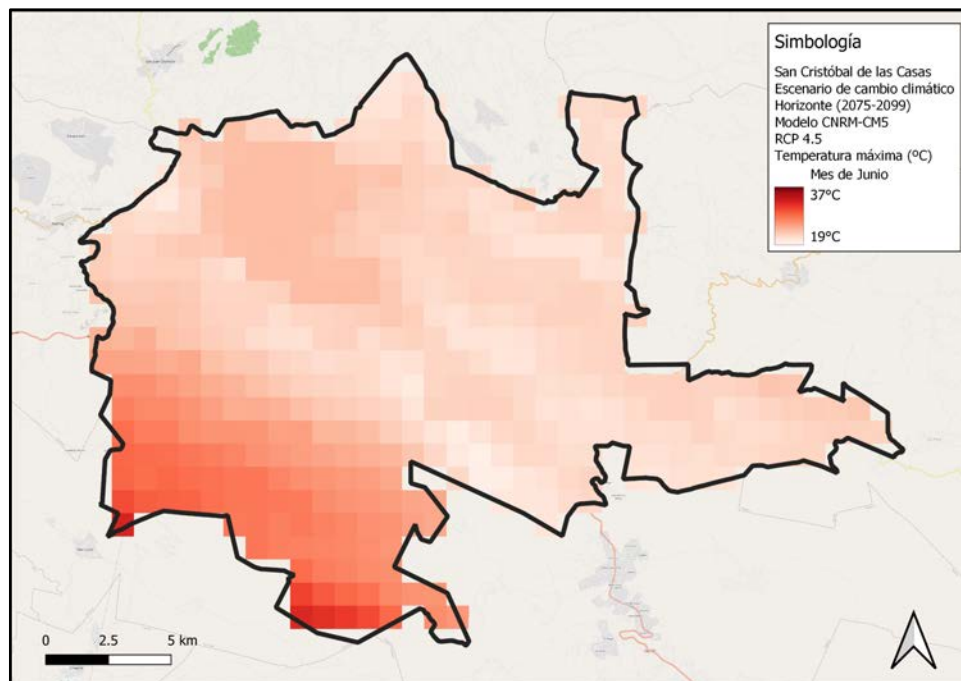 Simbología
San Cristóbal de las Casas
Escenario de cambio climático
Horizonte (2075-2099)
Modelo CNRM-CM5
RCP 4.5
Temperatura máxima (ºC)
Mes de Junio
37°C
19°C
0 2.5 5 km